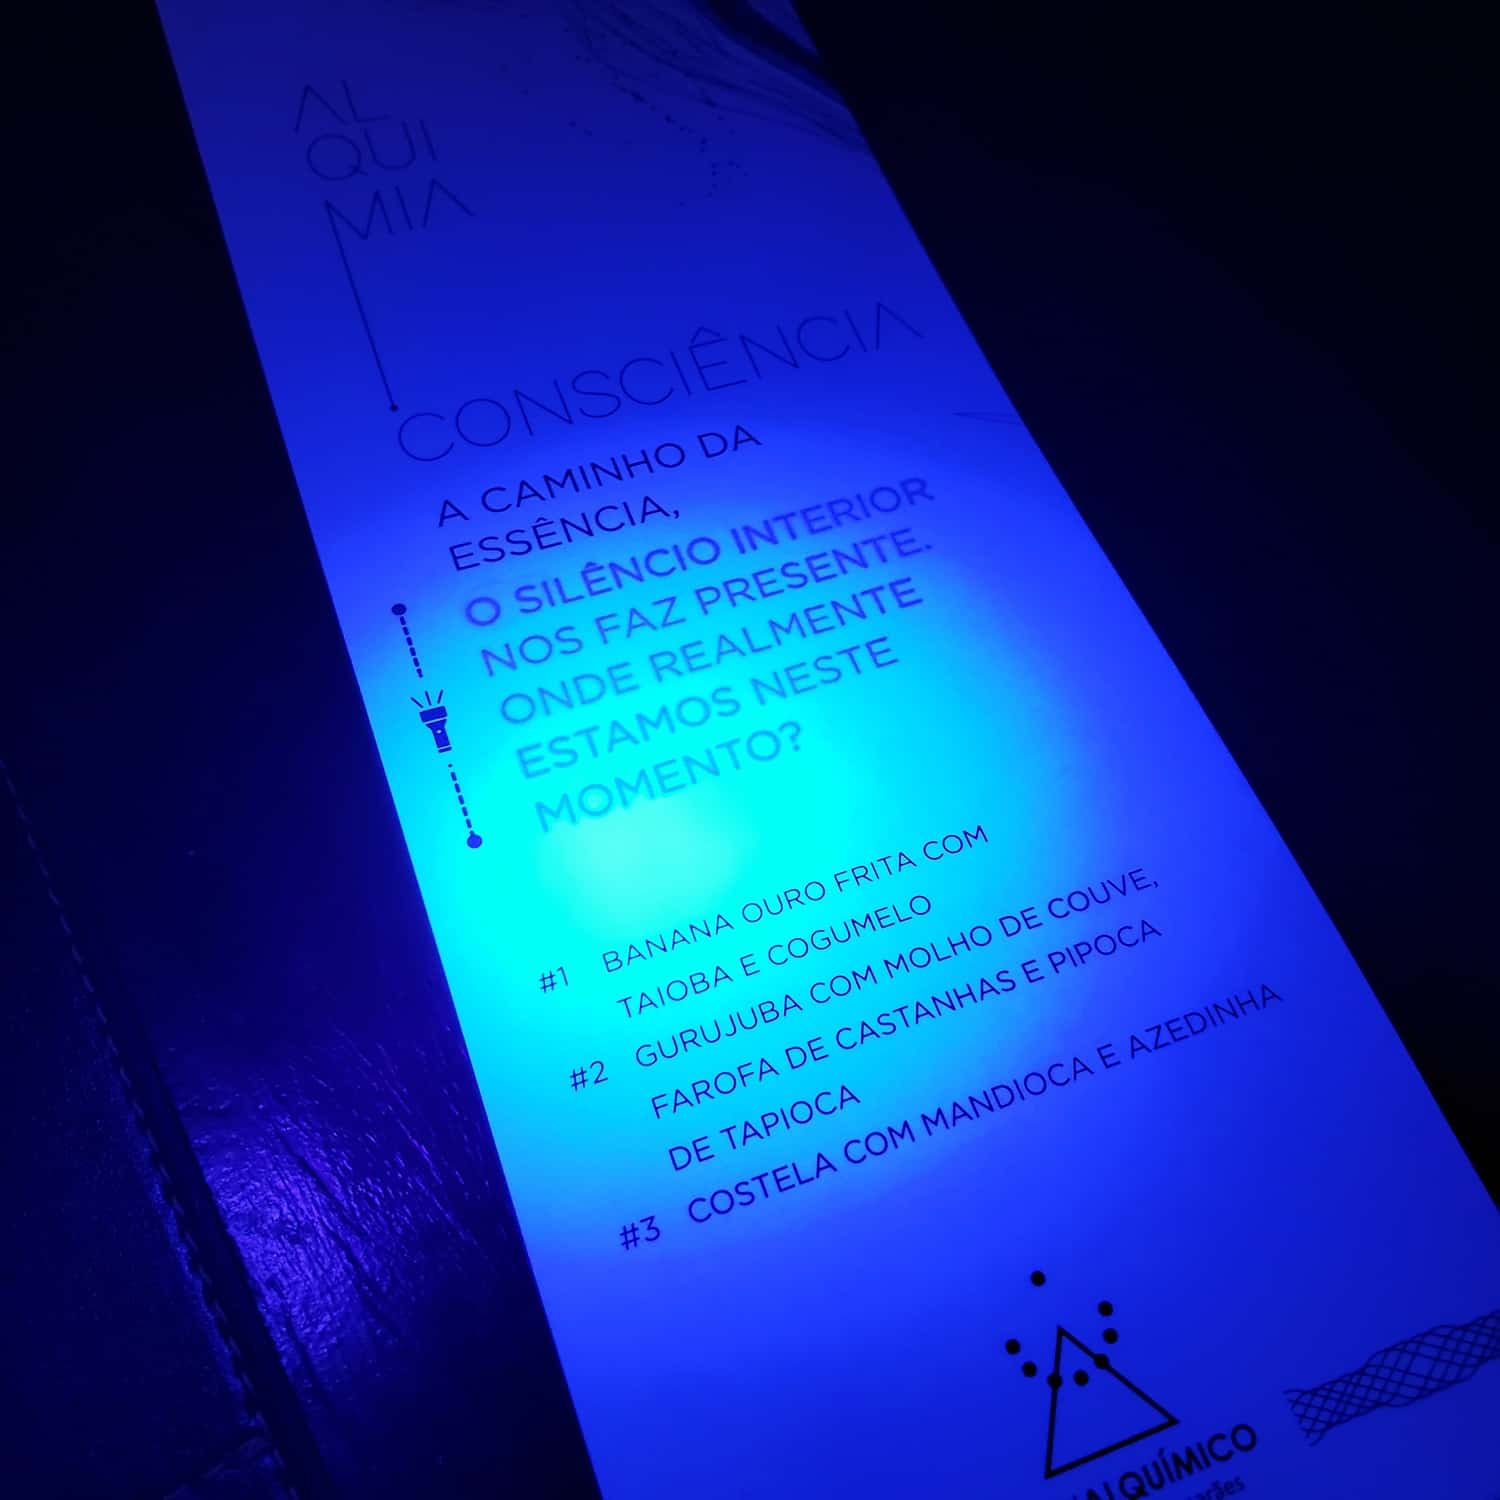 AL
QUI
MIA
CONSCIÊNCIA
A CAMINHO DA
ESSÊNCIA,
O SILÊNCIO INTERIOR
NOS FAZ PRESENTE.
ONDE REALMENTE
ESTAMOS NESTE
MOMENTO?
#1 BANANA OURO FRITA COM
TAIOBA E COGUMELO
#2 GURUJUBA COM MOLHO DE COUVE,
FAROFA DE CASTANHAS E PIPOCA
DE TAPIOCA
#3 COSTELA COM MANDIOCA E AZEDINHA
ALQUÍMICO